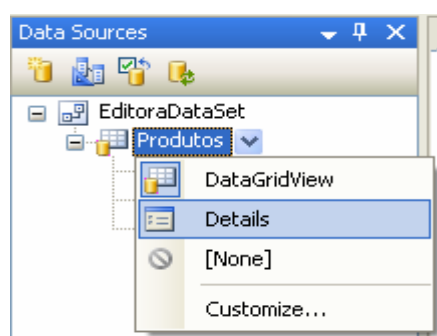 Data Sources
EditoraDataSet
Produtos
DataGridView
Details
[None]
Customize...